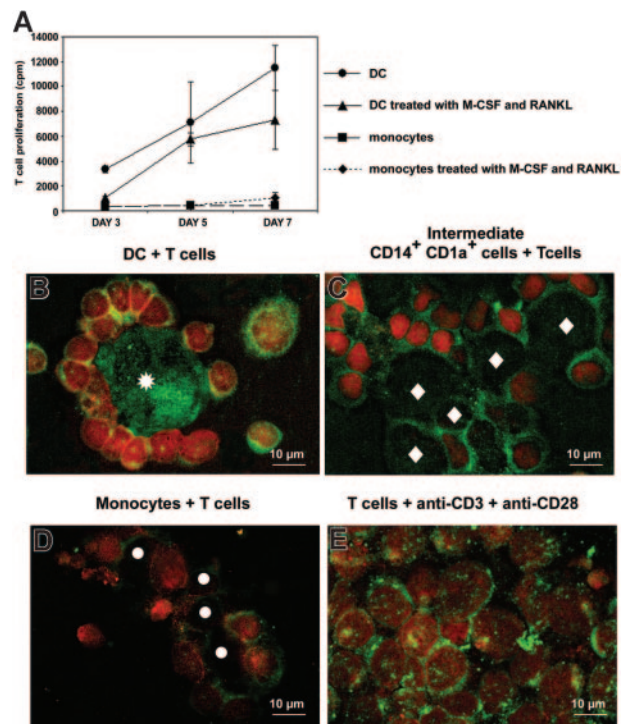 A
14000
12000
10000
8000
6000
4000
2000
0
T cell proliferation (cpm)
DAY 3 DAY 5 DAY 7
DC
DC treated with M-CSF and RANKL
monocytes
monocytes treated with M-CSF and RANKL
DC + T cells
Intermediate
CD14+ CD1a+ cells + Tcells
B
10 µm
C
10 µm
Monocytes + T cells
T cells + anti-CD3 + anti-CD28
D
10 µm
E
10 µm